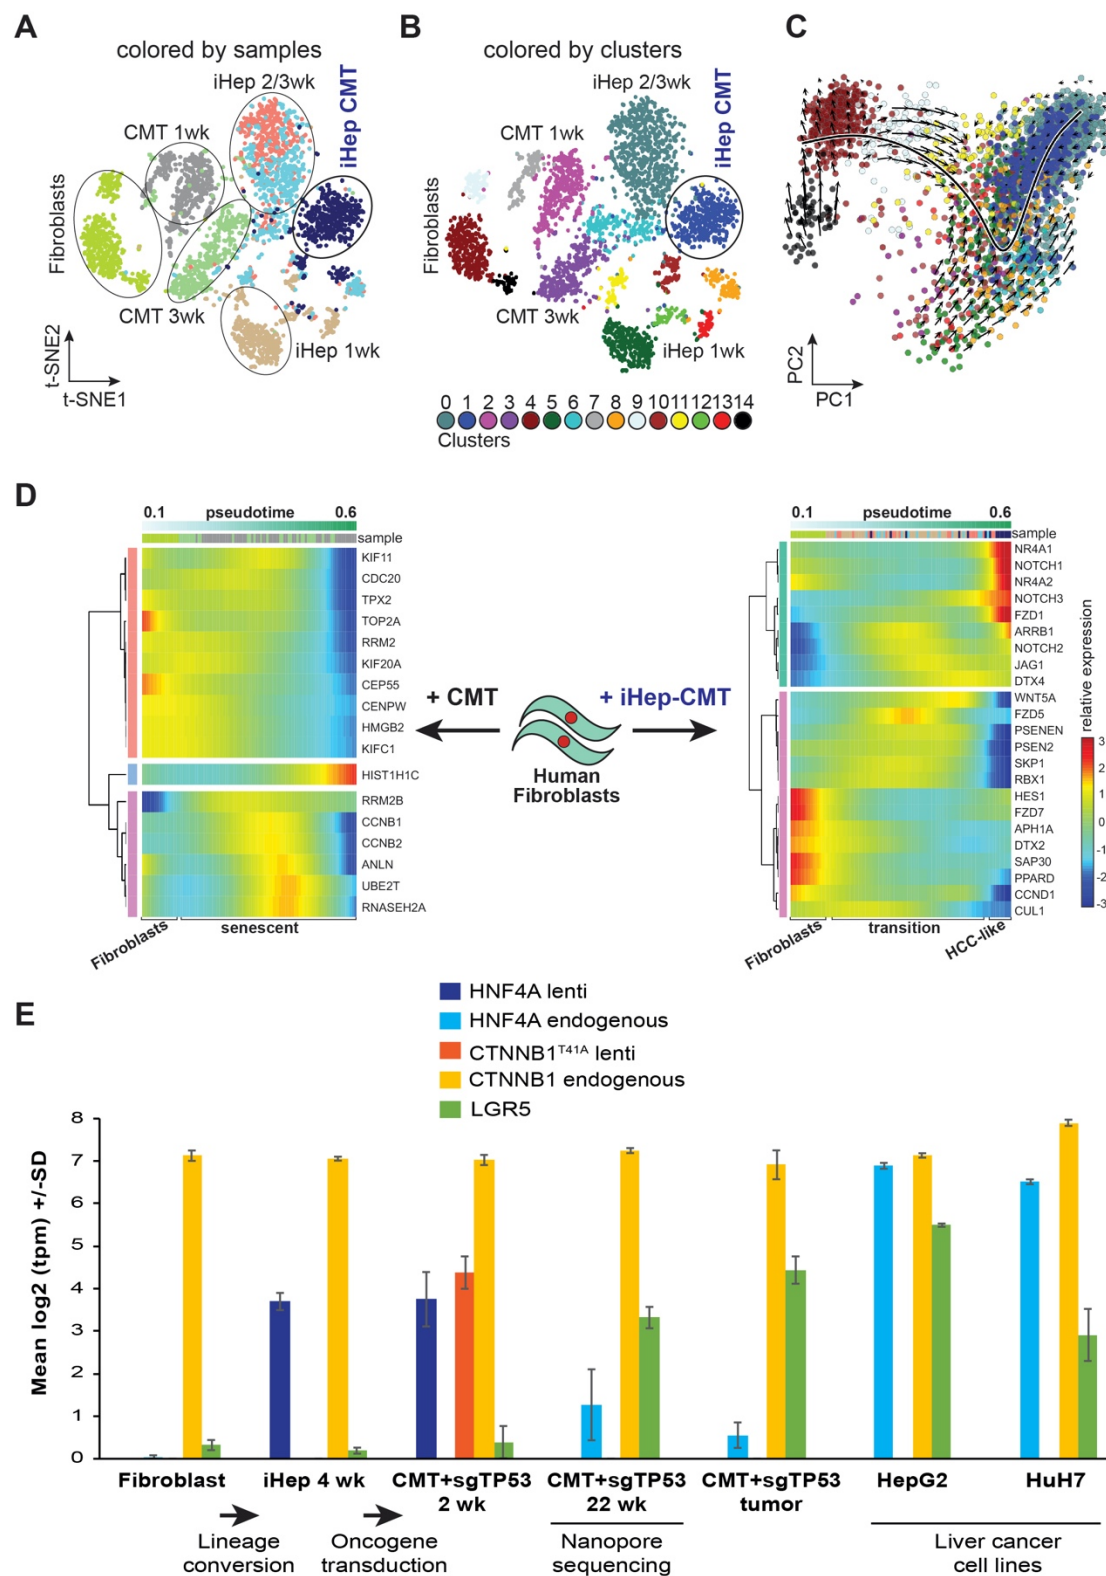 A
colored by samples
iHep 2/3wk
CMT 1wk
iHep CMT
Fibroblasts
CMT 3wk
iHep 1wk
t-SNE2
t-SNE1
B
colored by clusters
iHep 2/3wk
CMT 1wk
iHep CMT
Fibroblasts
CMT 3wk
iHep 1wk
0 1 2 3 4 5 6 7 8 9 10 11 12 13 14
Clusters
C
PC2
PC1
D
0.1 pseudotime 0.6
sample
KIF11
CDC20
TPX2
TOP2A
RRM2
KIF20A
CEP55
CENPW
HMGB2
KIFC1
HIST1H1C
RRM2B
CCNB1
CCNB2
ANLN
UBE2T
RNASEH2A
Fibroblasts
senescent
+ CMT
+ iHep-CMT
Human
Fibroblasts
0.1 pseudotime 0.6
sample
NR4A1
NOTCH1
NR4A2
NOTCH3
FZD1
ARRB1
NOTCH2
JAG1
DTX4
WNT5A
FZD5
PSENEN
PSEN2
SKP1
RBX1
HES1
FZD7
APH1A
DTX2
SAP30
PPARD
CCND1
CUL1
Fibroblasts
transition
HCC-like
relative expression
3
2
1
0
-1
-2
-3
E
HNF4A lenti
HNF4A endogenous
CTNNB1T41A lenti
CTNNB1 endogenous
LGR5
Mean log2 (tpm) +/-SD
8
7
6
5
4
3
2
1
0
Fibroblast
iHep 4 wk
CMT+sgTP53
2 wk
CMT+sgTP53
22 wk
CMT+sgTP53
tumor
HepG2
HuH7
Lineage
conversion
Oncogene
transduction
Nanopore
sequencing
Liver cancer
cell lines